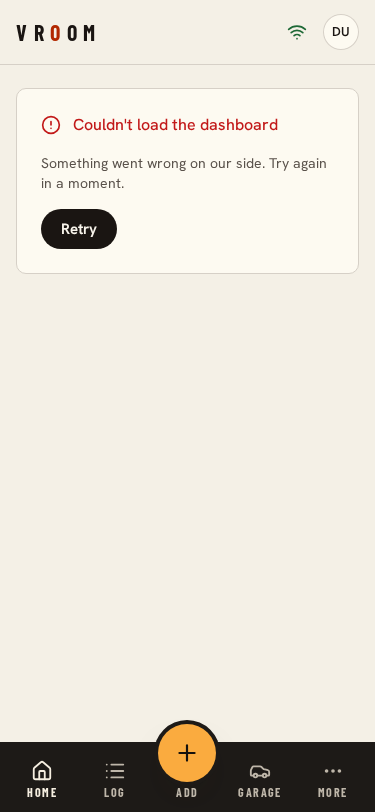 VROOM
DU
Couldn't load the dashboard
Something went wrong on our side. Try again
in a moment.
Retry
HOME
LOG
ADD
GARAGE
MORE